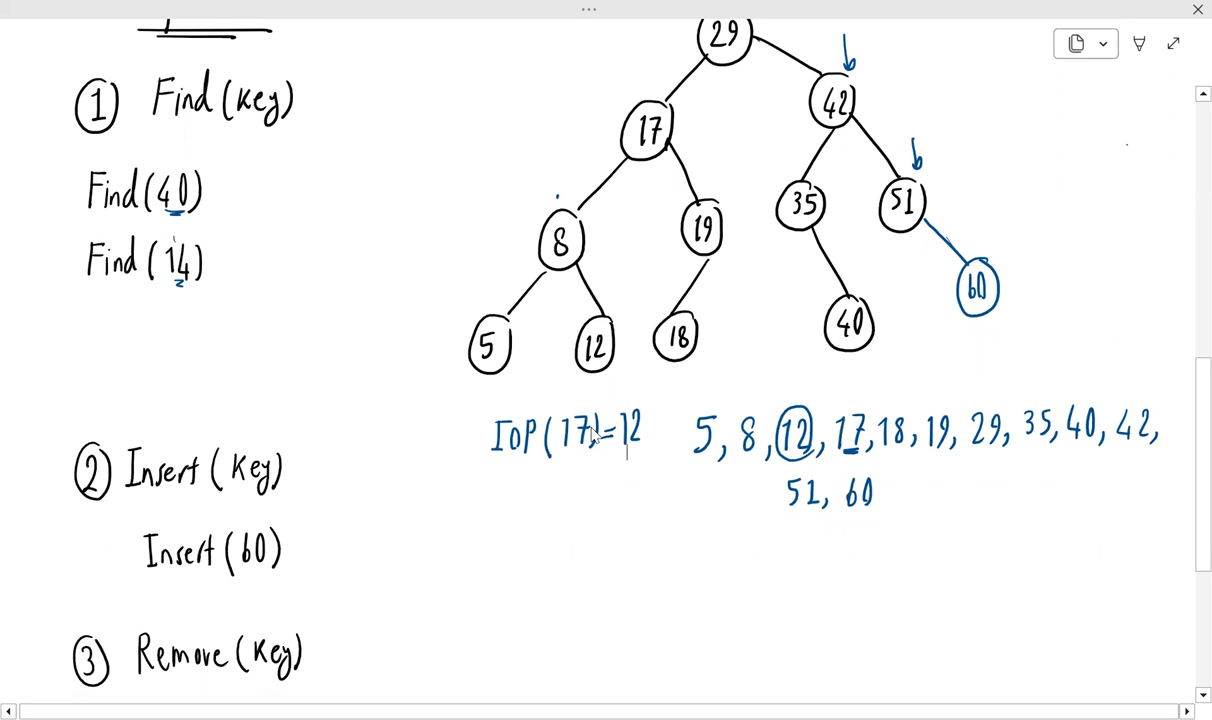 29
① Find(Key)
42
17
Find(40)
35
51
19
8
Find(14)
60
40
18
5
12
IOP(17)=12 5, 8, 12, 17, 18, 19, 29, 35, 40, 42,
51, 60
② Insert(Key)
Insert(60)
③ Remove(Key)